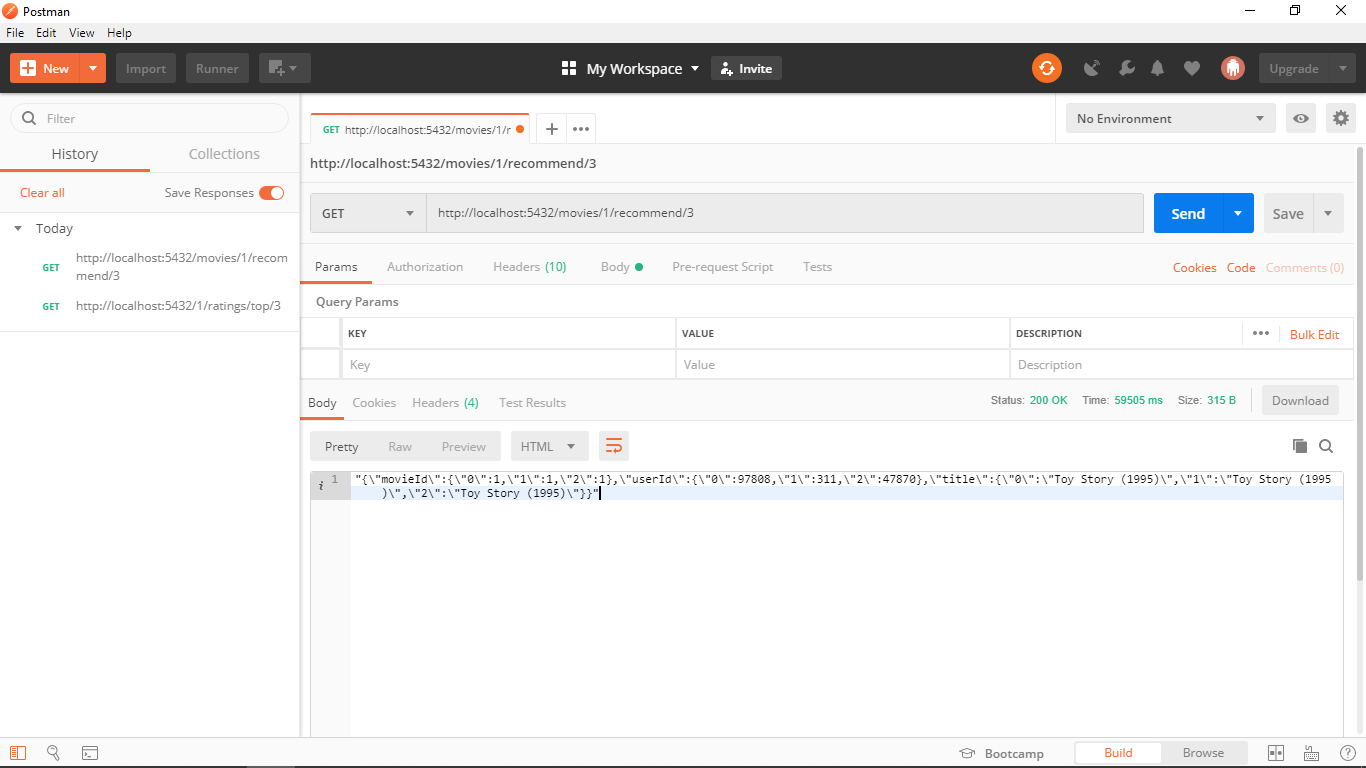 Postman
File Edit View Help
New Import Runner My Workspace Invite Upgrade
Filter
History Collections
Clear all Save Responses
Today
GET http://localhost:5432/movies/1/recom
mend/3
GET http://localhost:5432/1/ratings/top/3
GET http://localhost:5432/movies/1/r
No Environment
http://localhost:5432/movies/1/recommend/3
GET http://localhost:5432/movies/1/recommend/3 Send Save
Params Authorization Headers (10) Body Pre-request Script Tests Cookies Code Comments (0)
Query Params
KEY VALUE DESCRIPTION Bulk Edit
Key Value Description
Body Cookies Headers (4) Test Results Status: 200 OK Time: 59505 ms Size: 315 B Download
Pretty Raw Preview HTML
i 1 "{\"movieId\":{\"0\":1,\"1\":1,\"2\":1},\"userId\":{\"0\":97808,\"1\":311,\"2\":47870},\"title\":{\"0\":\"Toy Story (1995)\",\"1\":\"Toy Story (1995
)\",\"2\":\"Toy Story (1995)\"}}"
Bootcamp Build Browse